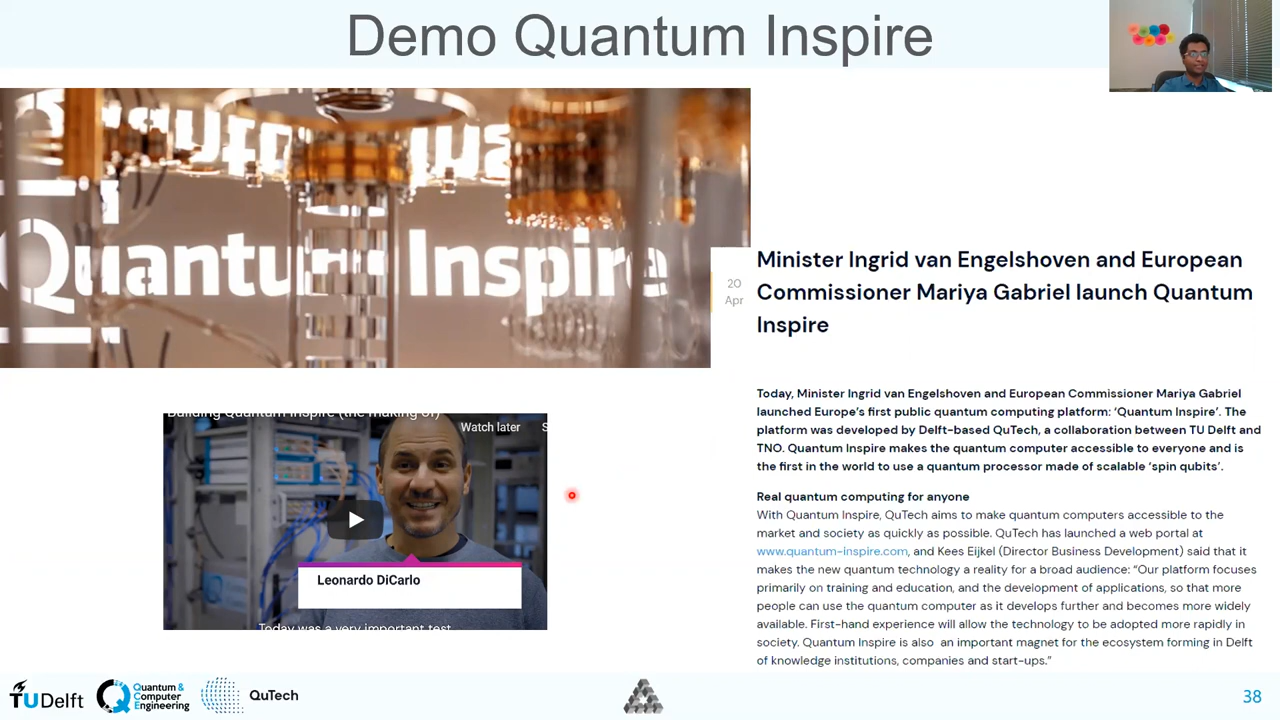 Demo Quantum Inspire
Quantum Inspire
20
Apr
Minister Ingrid van Engelshoven and European
Commissioner Mariya Gabriel launch Quantum
Inspire
Today, Minister Ingrid van Engelshoven and European Commissioner Mariya Gabriel
launched Europe's first public quantum computing platform: ‘Quantum Inspire’. The
platform was developed by Delft-based QuTech, a collaboration between TU Delft and
TNO. Quantum Inspire makes the quantum computer accessible to everyone and is
the first in the world to use a quantum processor made of scalable ‘spin qubits’.
Real quantum computing for anyone
With Quantum Inspire, QuTech aims to make quantum computers accessible to the
market and society as quickly as possible. QuTech has launched a web portal at
www.quantum-inspire.com, and Kees Eijkel (Director Business Development) said that it
makes the new quantum technology a reality for a broad audience: “Our platform focuses
primarily on training and education, and the development of applications, so that more
people can use the quantum computer as it develops further and becomes more widely
available. First-hand experience will allow the technology to be adopted more rapidly in
society. Quantum Inspire is also an important magnet for the ecosystem forming in Delft
of knowledge institutions, companies and start-ups.”
Building Quantum Inspire (the making of)
Watch later
S
Leonardo DiCarlo
Today was a very important test
TU Delft
Quantum &
Computer
Engineering
QuTech
38